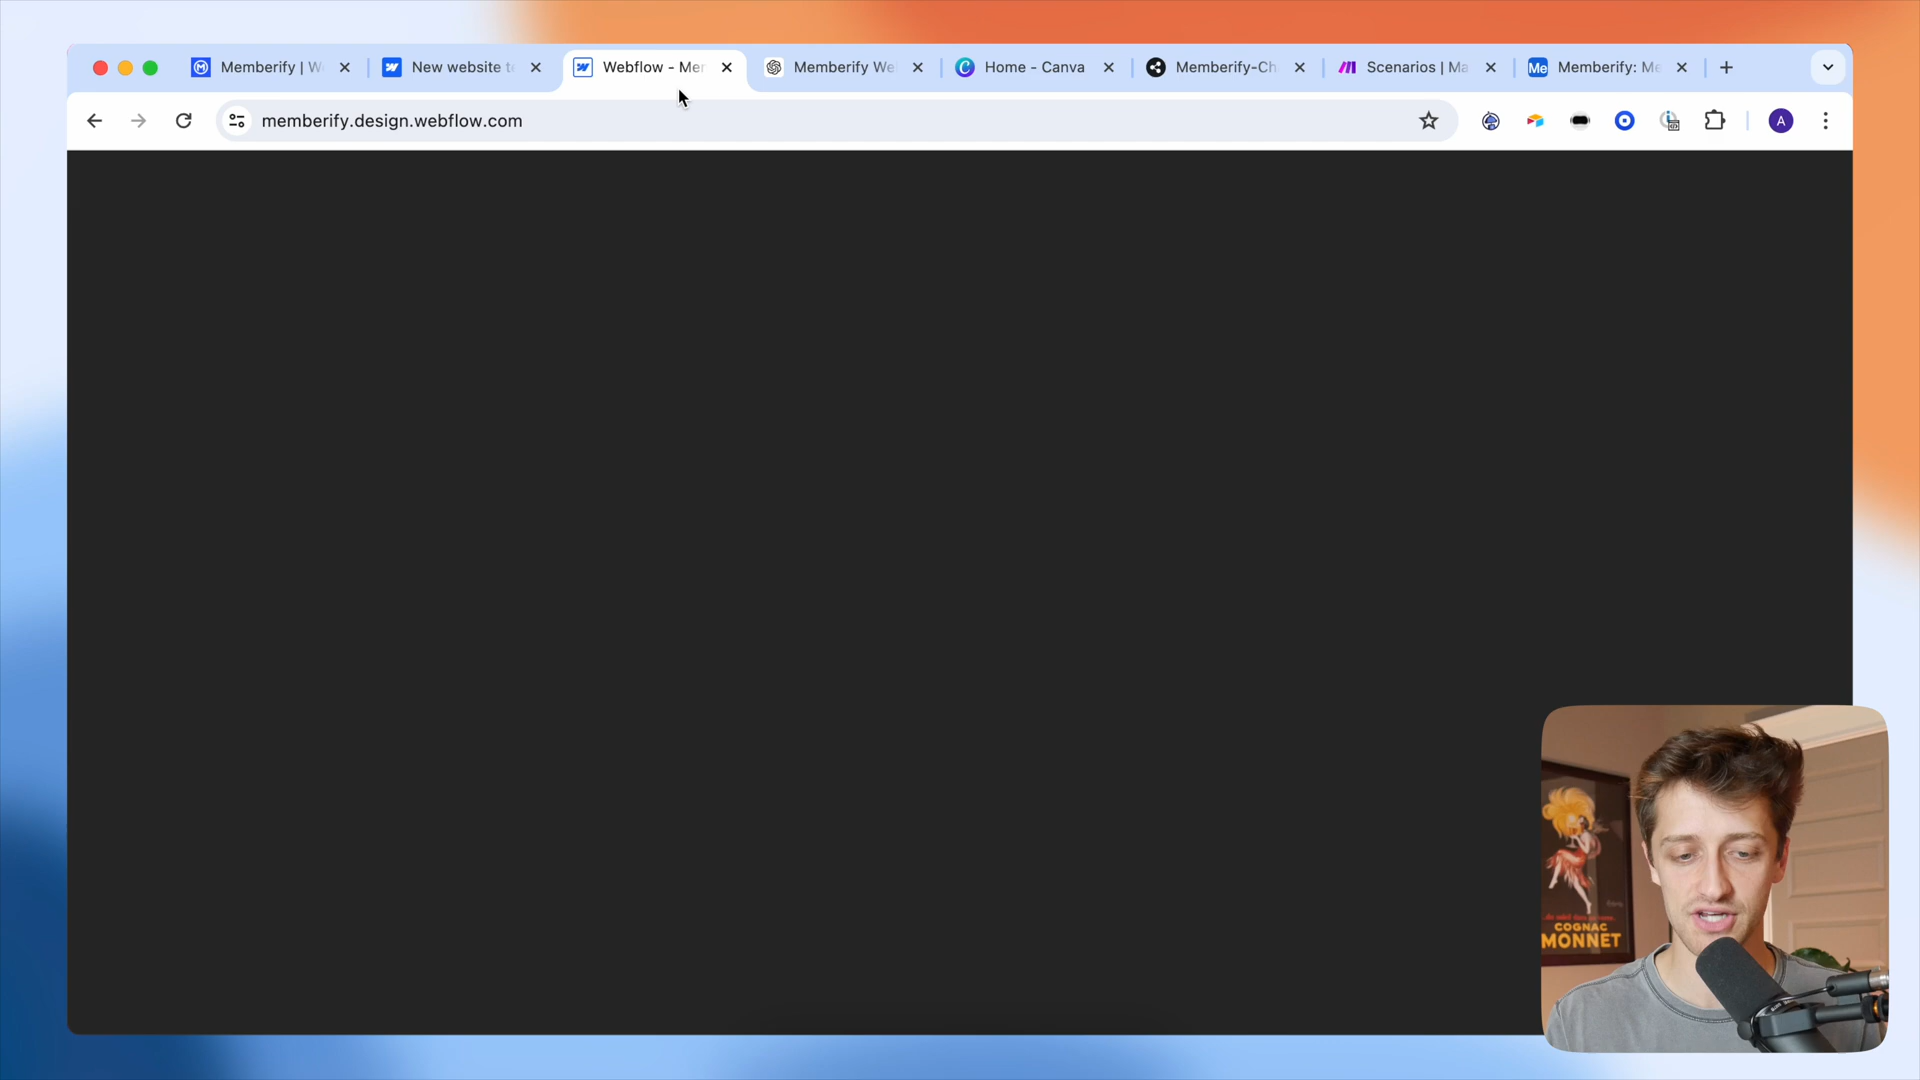 Memberify | W
New website t
Webflow - Mer
Memberify We
Home - Canva
Memberify-Ch
Scenarios | Ma
Me
Memberify: Me
memberify.design.webflow.com
A
COGNAC
MONNET